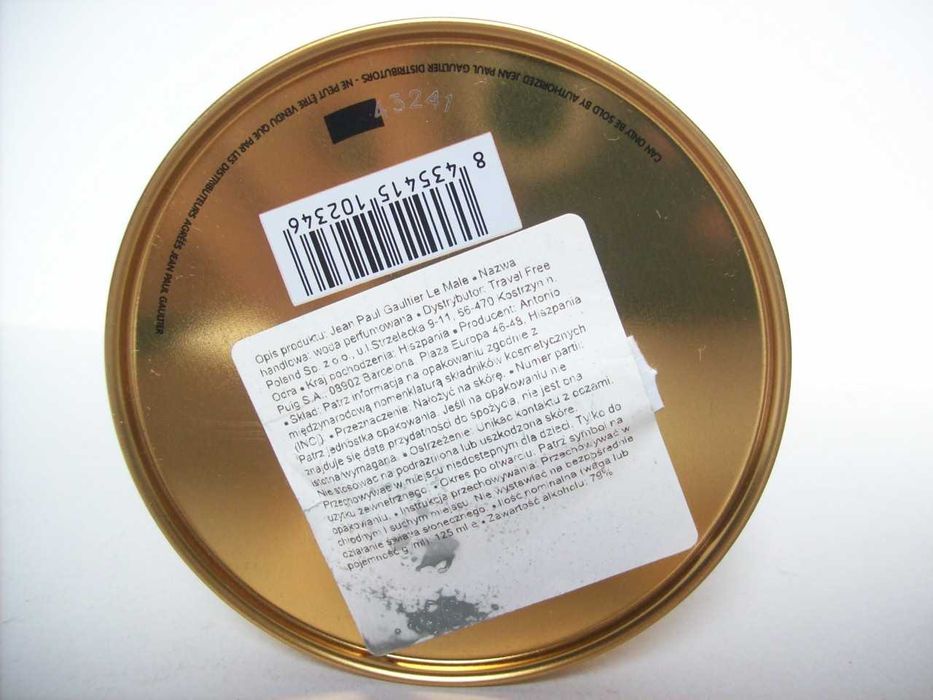 CAN ONLY BE SOLD BY AUTHORIZED JEAN PAUL GAULTIER DISTRIBUTORS - NE PEUT ÊTRE VENDU QUE PAR LES DISTRIBUTEURS AGRÉÉS JEAN PAUL GAULTIER
43241
8 435415 102346
Opis produktu: Jean Paul Gaultier Le Male • Nazwa
handlowa: woda perfumowana • Dystrybutor: Travel Free
Poland Sp. z o.o., ul.Strzelecka 9-11, 56-470 Kostrzyn n.
Odra • Kraj pochodzenia: Hiszpania • Producent: Antonio
Puig S.A., 08902 Barcelona, Plaza Europa 46-48, Hiszpania
• Skład: Patrz informacja na opakowaniu zgodnie z
międzynarodową nomenklaturą składników kosmetycznych
(INCI) • Przeznaczenie: Nałożyć na skórę. • Numer partii:
Patrz jednostka opakowania. Jeśli na opakowaniu nie
znajduje się data przydatności do spożycia, nie jest ona
istotna wymagana. • Ostrzeżenie: Unikać kontaktu z oczami.
Nie stosować na podrażnioną lub uszkodzoną skórę.
Przechowywać w miejscu niedostępnym dla dzieci. Tylko do
użytku zewnętrznego. • Okres po otwarciu: Patrz symbol na
opakowaniu. • Instrukcja przechowywania: Przechowywać w
chłodnym i suchym miejscu. Nie wystawiać na bezpośrednie
działanie światła słonecznego. • Ilość nominalna (waga lub
pojemność g /ml): 125 ml e • Zawartość alkoholu: 79%